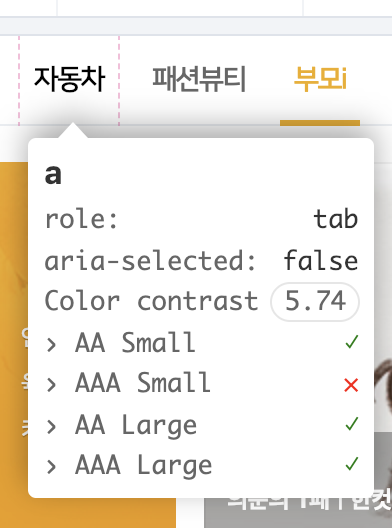 자동차 패션뷰티 부모i
a
role: tab
aria-selected: false
Color contrast 5.74
› AA Small ✓
› AAA Small ✕
› AA Large ✓
› AAA Large ✓